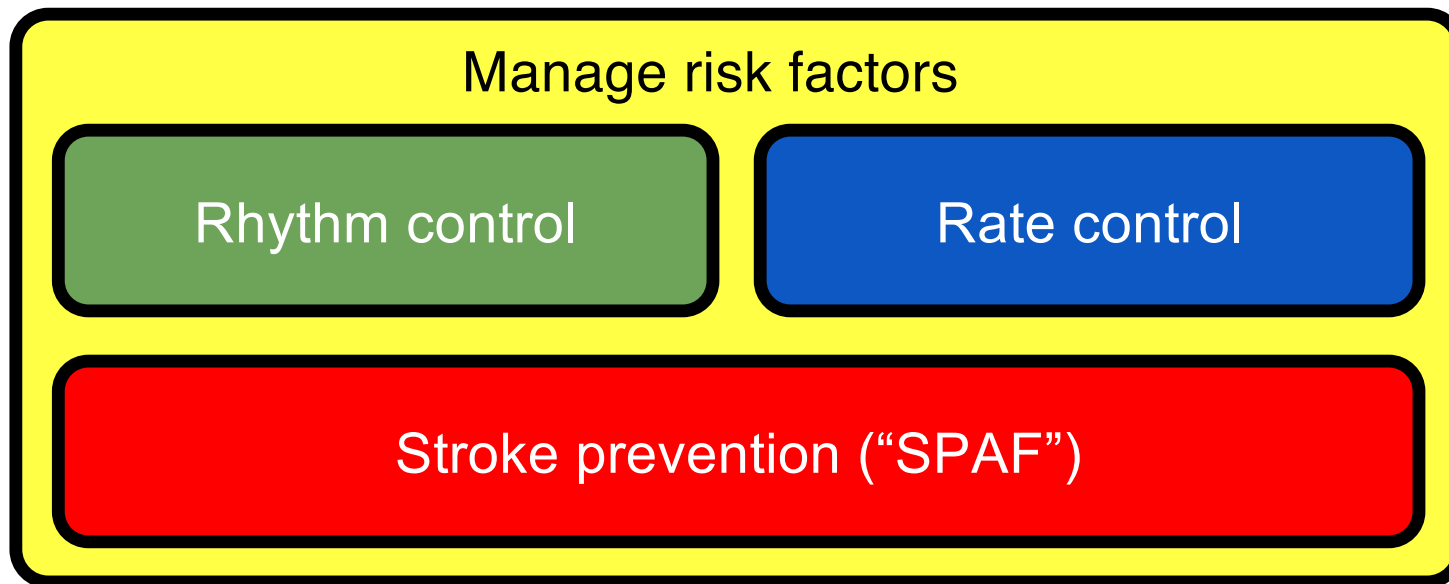 Manage risk factors
Rhythm control
Rate control
Stroke prevention (“SPAF”)